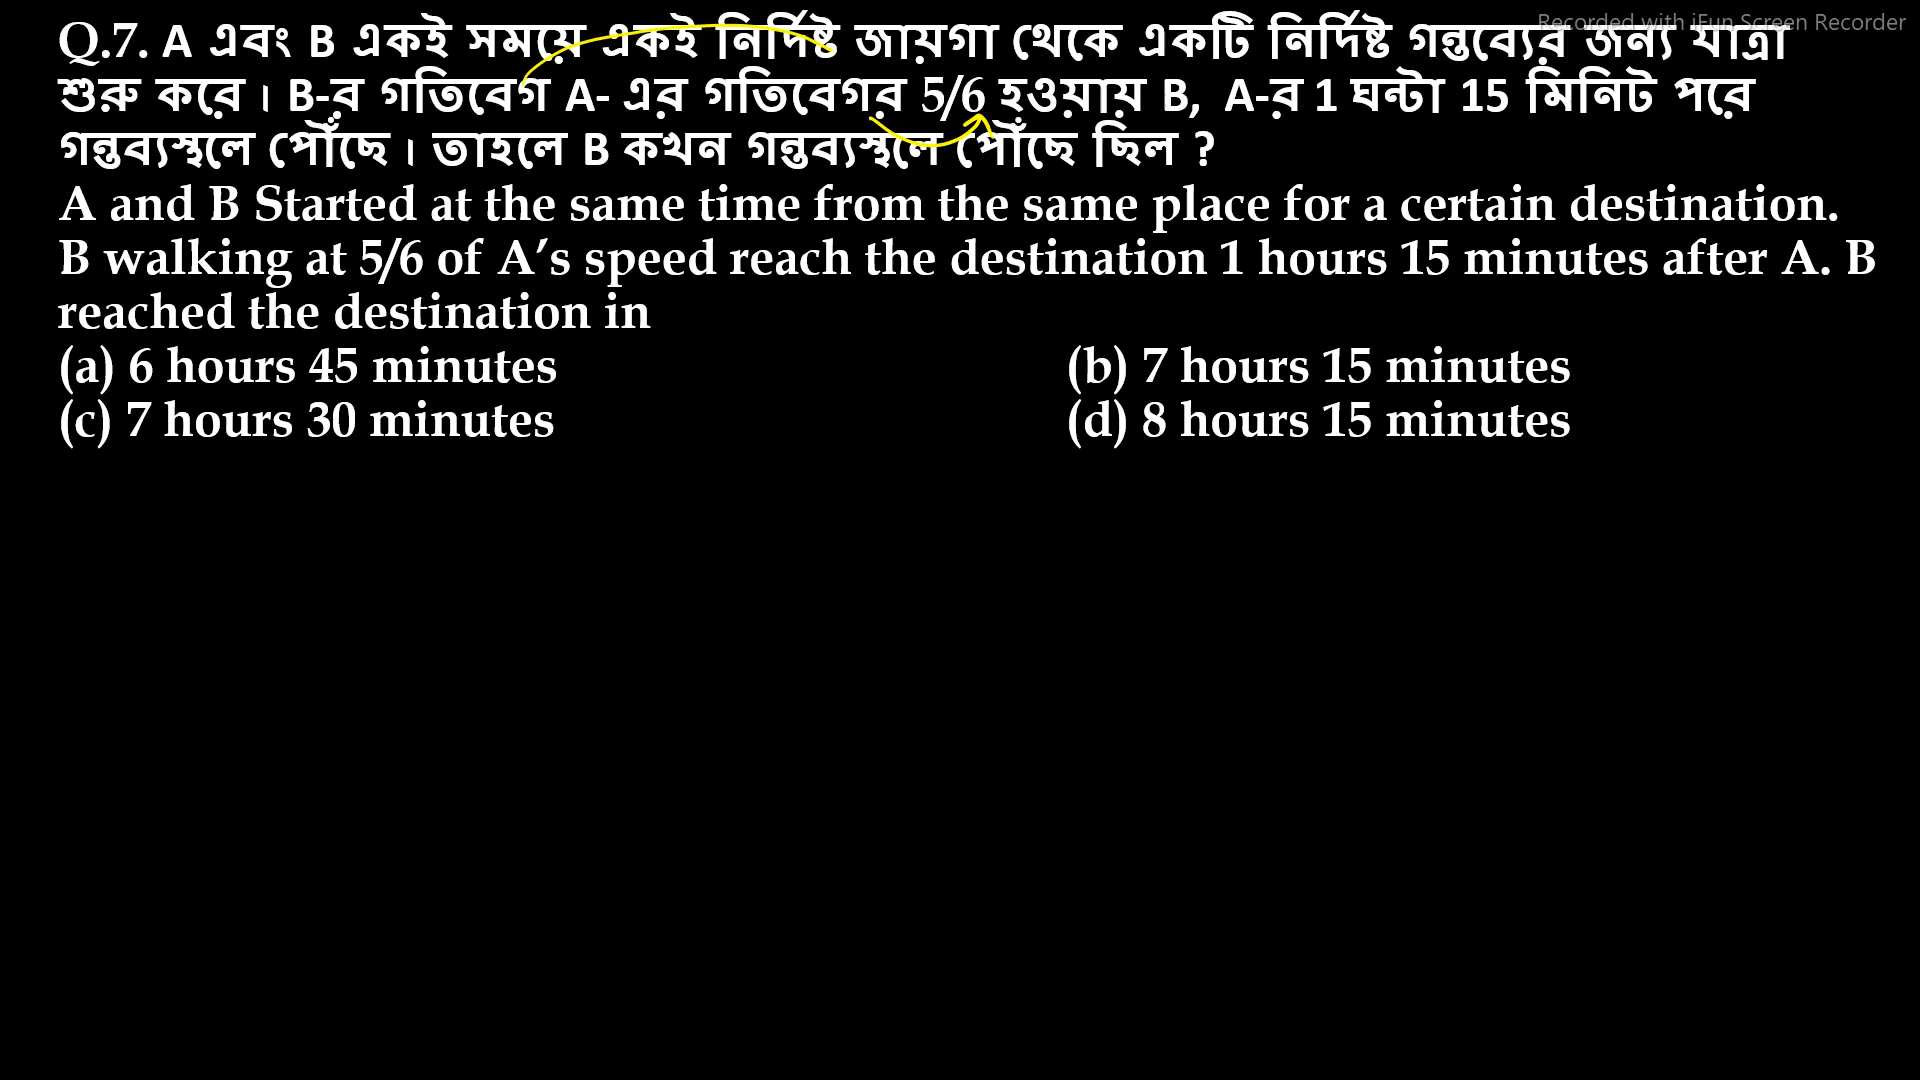 Recorded with iFun Screen Recorder
Q.7. A এবং B একই সময়ে একই নির্দিষ্ট জায়গা থেকে একটি নির্দিষ্ট গন্তব্যের জন্য যাত্রা
শুরু করে । B-র গতিবেগ A- এর গতিবেগর 5/6 হওয়ায় B, A-র 1 ঘন্টা 15 মিনিট পরে
গন্তব্যস্থলে পৌঁছে । তাহলে B কখন গন্তব্যস্থলে পৌঁছে ছিল ?
A and B Started at the same time from the same place for a certain destination.
B walking at 5/6 of A’s speed reach the destination 1 hours 15 minutes after A. B
reached the destination in
(a) 6 hours 45 minutes (b) 7 hours 15 minutes
(c) 7 hours 30 minutes (d) 8 hours 15 minutes